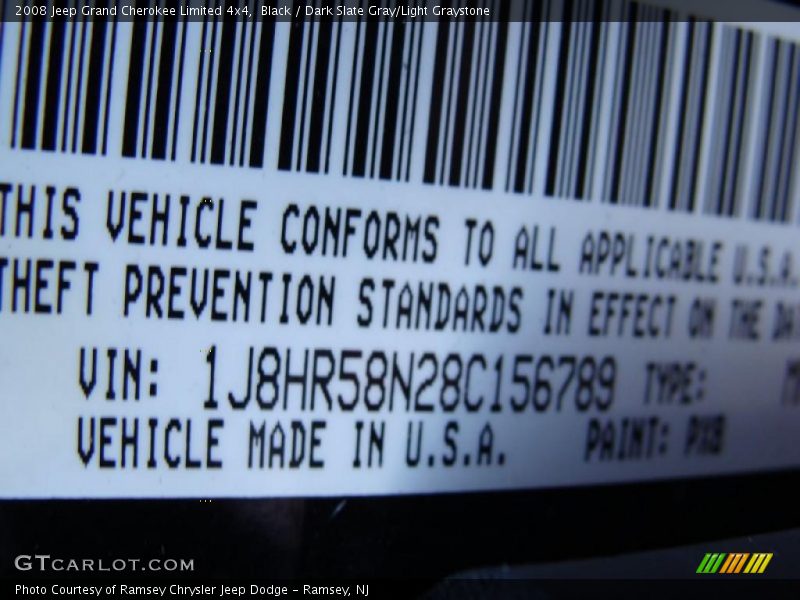 2008 Jeep Grand Cherokee Limited 4x4, Black / Dark Slate Gray/Light Graystone
THIS VEHICLE CONFORMS TO ALL APPLICABLE U.S.A.
THEFT PREVENTION STANDARDS IN EFFECT ON THE DA
VIN: 1J8HR58N28C156789 TYPE: M
VEHICLE MADE IN U.S.A. PAINT: PX8
GTCARLOT.COM
Photo Courtesy of Ramsey Chrysler Jeep Dodge - Ramsey, NJ